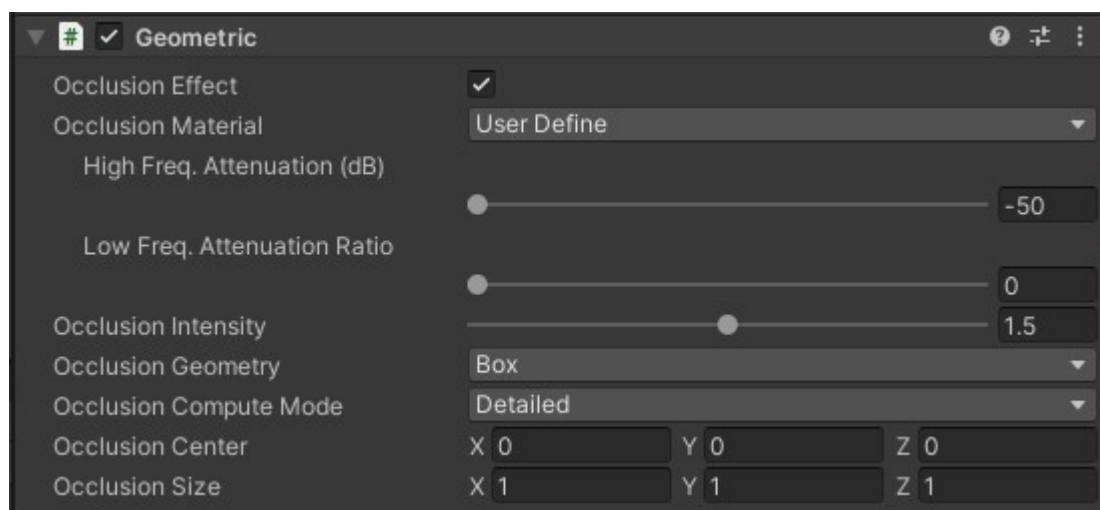 # Geometric
Occlusion Effect
Occlusion Material User Define
High Freq. Attenuation (dB)
-50
Low Freq. Attenuation Ratio
0
Occlusion Intensity 1.5
Occlusion Geometry Box
Occlusion Compute Mode Detailed
Occlusion Center X 0 Y 0 Z 0
Occlusion Size X 1 Y 1 Z 1